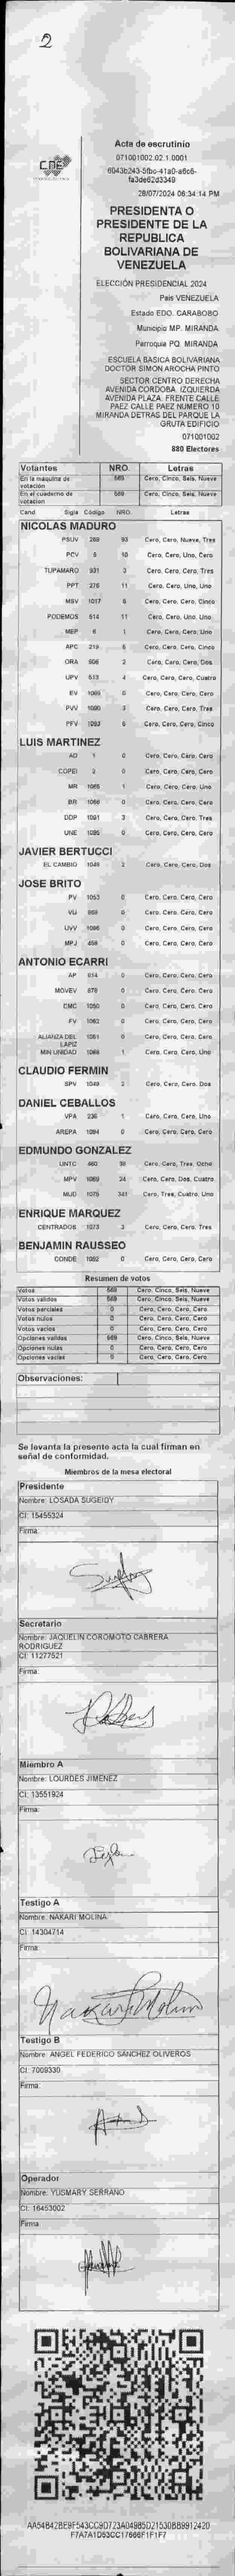 2
CNE
Acta de escrutinio
071001002.02.1.0001
28/07/2024 06:34:14 PM
PRESIDENTA O
PRESIDENTE DE LA
REPUBLICA
BOLIVARIANA DE
VENEZUELA
ELECCIÓN PRESIDENCIAL 2024
Pais VENEZUELA
Estado EDO. CARABOBO
Municipio MP. MIRANDA
Parroquia PQ. MIRANDA
ESCUELA BASICA BOLIVARIANA
DOCTOR SIMON AROCHA PINTO
SECTOR CENTRO DERECHA
AVENIDA CORDOBA. IZQUIERDA
AVENIDA PLAZA. FRENTE CALLE
PAEZ CALLE PAEZ NUMERO 10
MIRANDA DETRAS DEL PARQUE LA
GRUTA EDIFICIO
071001002
880 Electores
Votantes NRO. Letras
En la maquina de votación 569 Cero, Cinco, Seis, Nueve
En el cuaderno de votación 569 Cero, Cinco, Seis, Nueve
Cand Sigla Código NRO. Letras
NICOLAS MADURO
PSUV 269 93 Cero, Cero, Nueve, Tres
PCV 5 10 Cero, Cero, Uno, Cero
TUPAMARO 931 3 Cero, Cero, Cero, Tres
PPT 276 11 Cero, Cero, Uno, Uno
MSV 1017 5 Cero, Cero, Cero, Cinco
PODEMOS 514 11 Cero, Cero, Uno, Uno
MEP 6 1 Cero, Cero, Cero, Uno
APC 219 5 Cero, Cero, Cero, Cinco
ORA 906 2 Cero, Cero, Cero, Dos
UPV 613 4 Cero, Cero, Cero, Cuatro
EV 0 Cero, Cero, Cero, Cero
PVV 3 Cero, Cero, Cero, Tres
PFV 5 Cero, Cero, Cero, Cinco
LUIS MARTINEZ
AD 1 0 Cero, Cero, Cero, Cero
COPEI 0 Cero, Cero, Cero, Cero
MR 1 Cero, Cero, Cero, Uno
BR 1066 0 Cero, Cero, Cero, Cero
DDP 1091 3 Cero, Cero, Cero, Tres
UNE 1095 0 Cero, Cero, Cero, Cero
JAVIER BERTUCCI
EL CAMBIO 1049 2 Cero, Cero, Cero, Dos
JOSE BRITO
PV 1053 0 Cero, Cero, Cero, Cero
VU 959 0 Cero, Cero, Cero, Cero
UVV 1096 0 Cero, Cero, Cero, Cero
MPJ 459 0 Cero, Cero, Cero, Cero
ANTONIO ECARRI
AP 914 0 Cero, Cero, Cero, Cero
MOVEV 978 0 Cero, Cero, Cero, Cero
CMC 1050 0 Cero, Cero, Cero, Cero
FV 1062 0 Cero, Cero, Cero, Cero
ALIANZA DEL LAPIZ 1061 0 Cero, Cero, Cero, Cero
MIN UNIDAD 1069 1 Cero, Cero, Cero, Uno
CLAUDIO FERMIN
SPV 1048 2 Cero, Cero, Cero, Dos
DANIEL CEBALLOS
VPA 236 1 Cero, Cero, Cero, Uno
AREPA 1094 0 Cero, Cero, Cero, Cero
EDMUNDO GONZALEZ
UNTC 460 38 Cero, Cero, Tres, Ocho
MPV 24 Cero, Cero, Dos, Cuatro
MUD 1075 341 Cero, Tres, Cuatro, Uno
ENRIQUE MARQUEZ
CENTRADOS 1073 3 Cero, Cero, Cero, Tres
BENJAMIN RAUSSEO
CONDE 1052 0 Cero, Cero, Cero, Cero
Resumen de votos
Votos 569 Cero, Cinco, Seis, Nueve
Votos validos 569 Cero, Cinco, Seis, Nueve
Votos parciales 0 Cero, Cero, Cero, Cero
Votos nulos 0 Cero, Cero, Cero, Cero
Votos vacios 0 Cero, Cero, Cero, Cero
Opciones validas 569 Cero, Cinco, Seis, Nueve
Opciones nulas 0 Cero, Cero, Cero, Cero
Opciones vacias 0 Cero, Cero, Cero, Cero
Observaciones:
Se levanta la presente acta la cual firman en
señal de conformidad.
Miembros de la mesa electoral
Presidente
Nombre: LOSADA SUGEIDY
CI: 15455324
Firma:
Secretario
Nombre: JAQUELIN COROMOTO CABRERA
RODRIGUEZ
CI: 11277521
Firma:
Miembro A
Nombre: LOURDES JIMENEZ
CI: 13551924
Firma:
Testigo A
Nombre: NAKARI MOLINA
CI: 14304714
Firma:
Nakari Molina
Testigo B
Nombre: ANGEL FEDERICO SANCHEZ OLIVEROS
CI: 7009330
Firma:
Operador
Nombre: YUSMARY SERRANO
CI: 16453002
Firma: